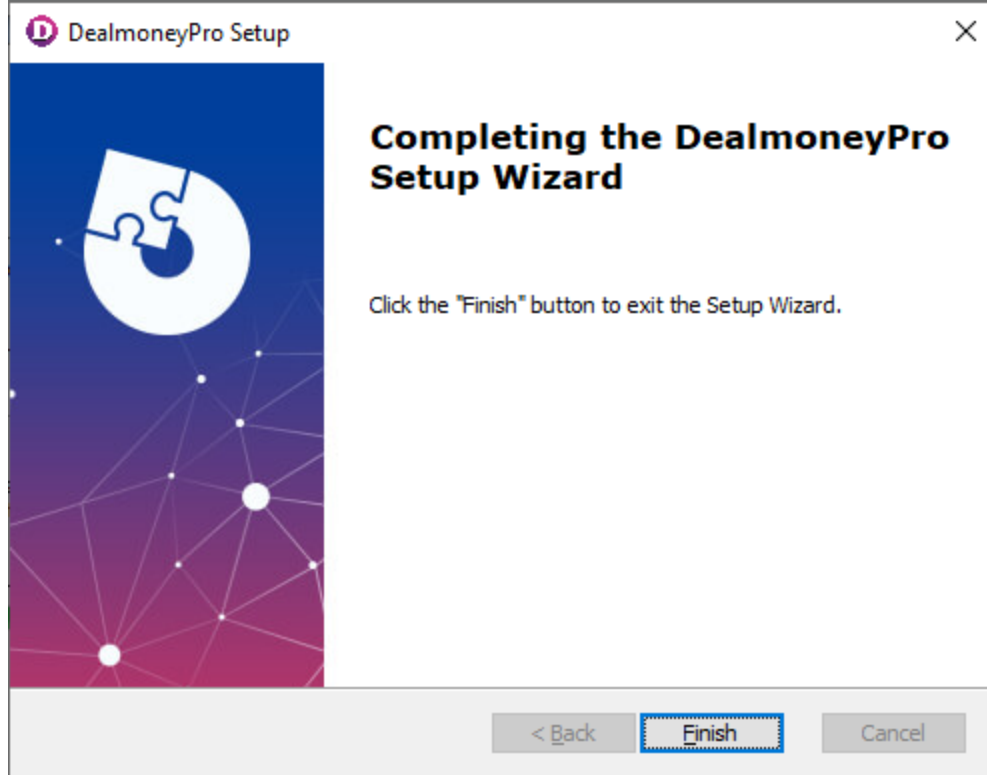 DealmoneyPro Setup
Completing the DealmoneyPro
Setup Wizard
Click the "Finish" button to exit the Setup Wizard.
< Back
Finish
Cancel